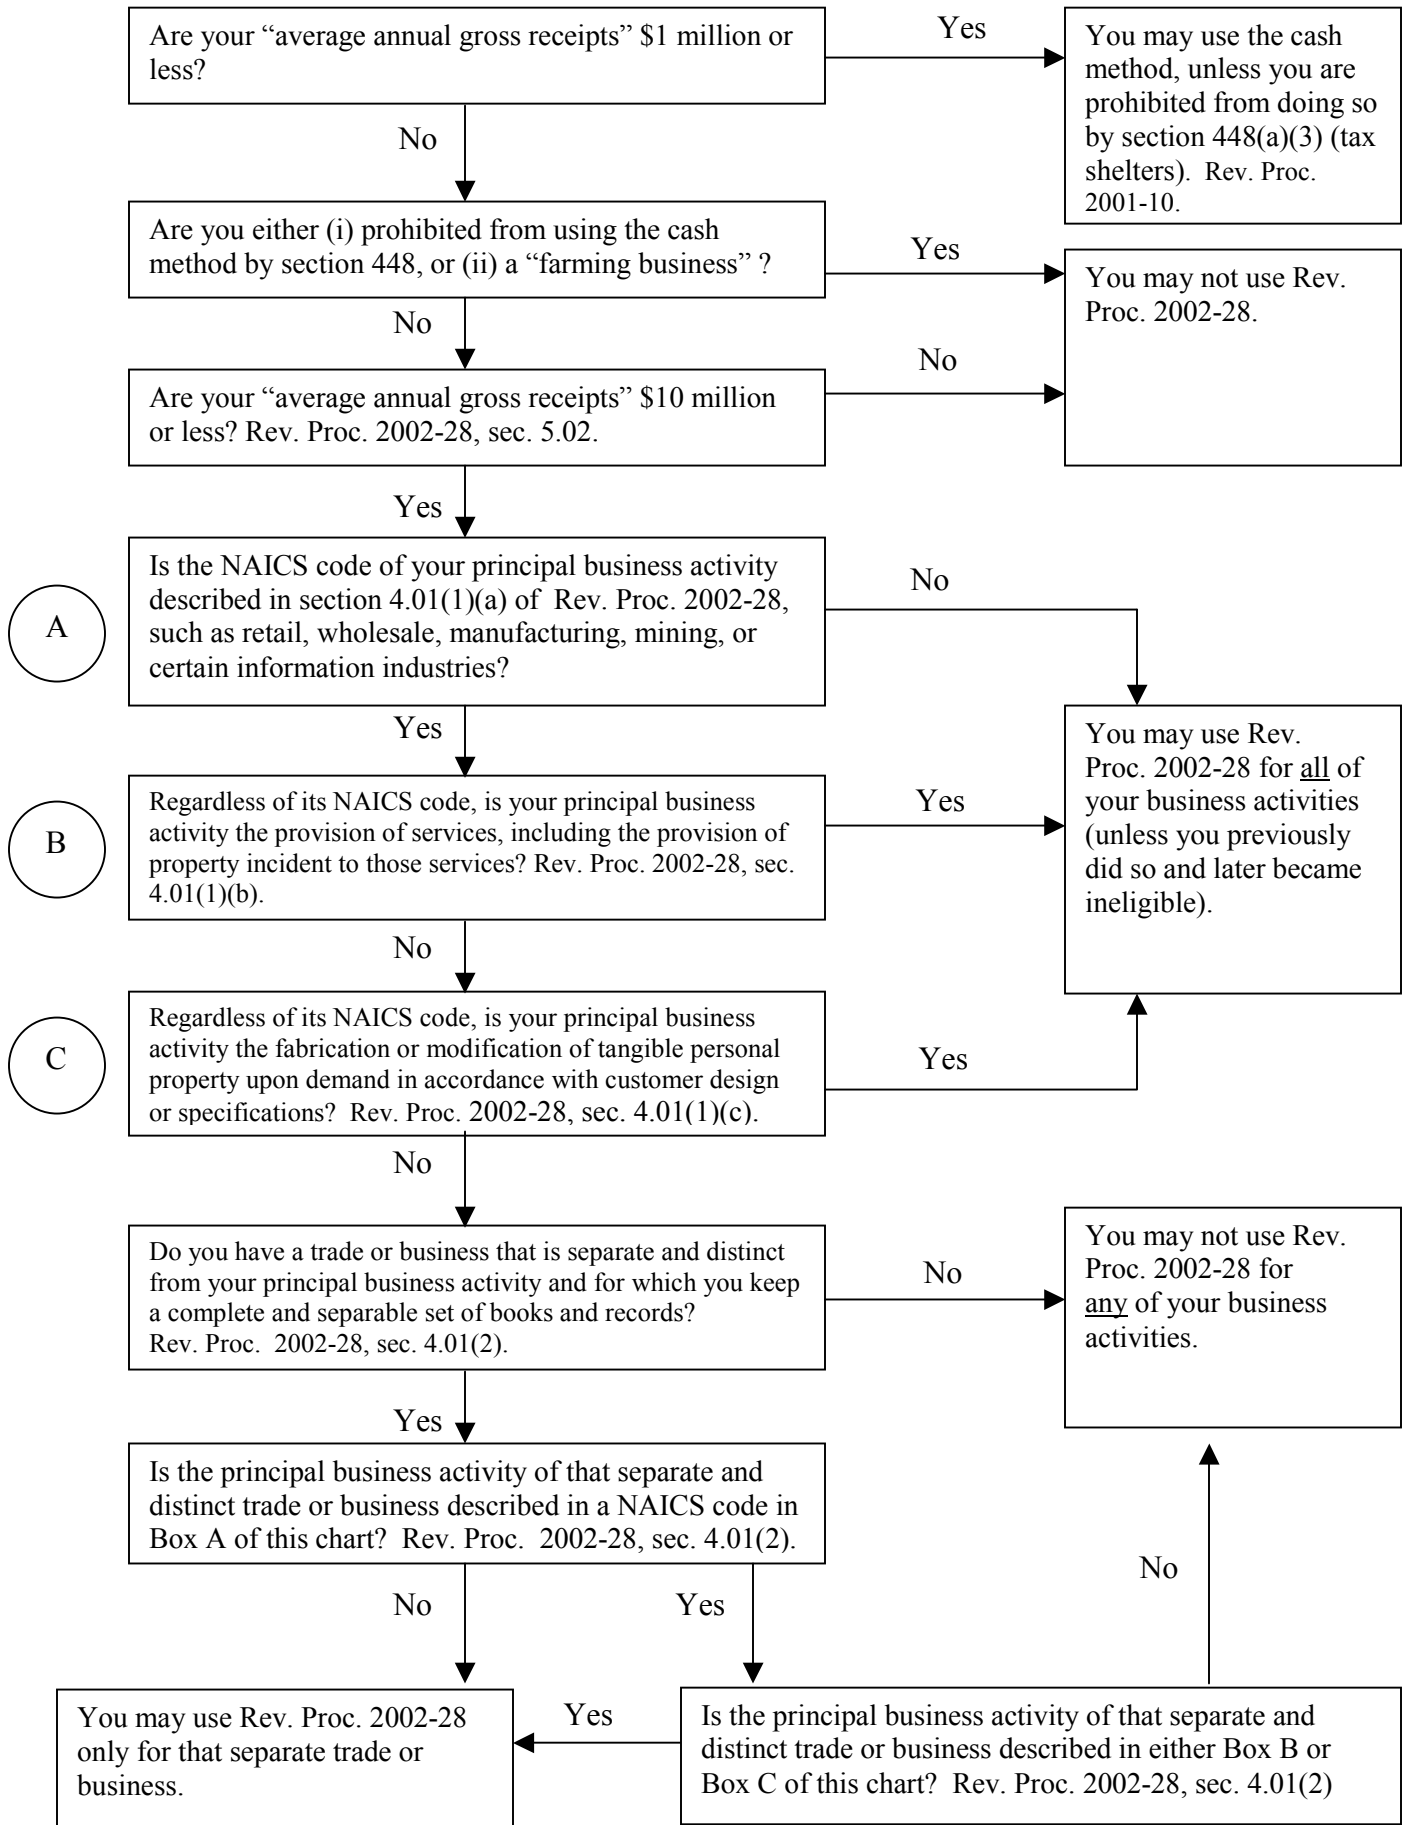 Are your “average annual gross receipts” $1 million or
less?
Yes
You may use the cash
method, unless you are
prohibited from doing so
by section 448(a)(3) (tax
shelters).  Rev. Proc.
2001-10.
No
Are you either (i) prohibited from using the cash
method by section 448, or (ii) a “farming business” ?
Yes
You may not use Rev.
Proc. 2002-28.
No
Are your “average annual gross receipts” $10 million
or less? Rev. Proc. 2002-28, sec. 5.02.
No
Yes
A
Is the NAICS code of your principal business activity
described in section 4.01(1)(a) of  Rev. Proc. 2002-28,
such as retail, wholesale, manufacturing, mining, or
certain information industries?
No
Yes
You may use Rev.
Proc. 2002-28 for all of
your business activities
(unless you previously
did so and later became
ineligible).
B
Regardless of its NAICS code, is your principal business
activity the provision of services, including the provision of
property incident to those services? Rev. Proc. 2002-28, sec.
4.01(1)(b).
Yes
No
C
Regardless of its NAICS code, is your principal business
activity the fabrication or modification of tangible personal
property upon demand in accordance with customer design
or specifications?  Rev. Proc. 2002-28, sec. 4.01(1)(c).
Yes
No
Do you have a trade or business that is separate and distinct
from your principal business activity and for which you keep
a complete and separable set of books and records?
Rev. Proc.  2002-28, sec. 4.01(2).
No
You may not use Rev.
Proc. 2002-28 for
any of your business
activities.
Yes
Is the principal business activity of that separate and
distinct trade or business described in a NAICS code in
Box A of this chart?  Rev. Proc.  2002-28, sec. 4.01(2).
No
Yes
No
You may use Rev. Proc. 2002-28
only for that separate trade or
business.
Yes
Is the principal business activity of that separate and
distinct trade or business described in either Box B or
Box C of this chart?  Rev. Proc. 2002-28, sec. 4.01(2)